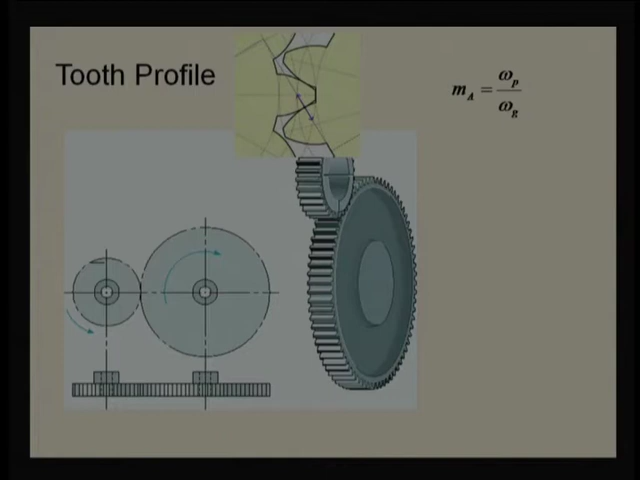 Tooth Profile
m_A = ω_p / ω_g